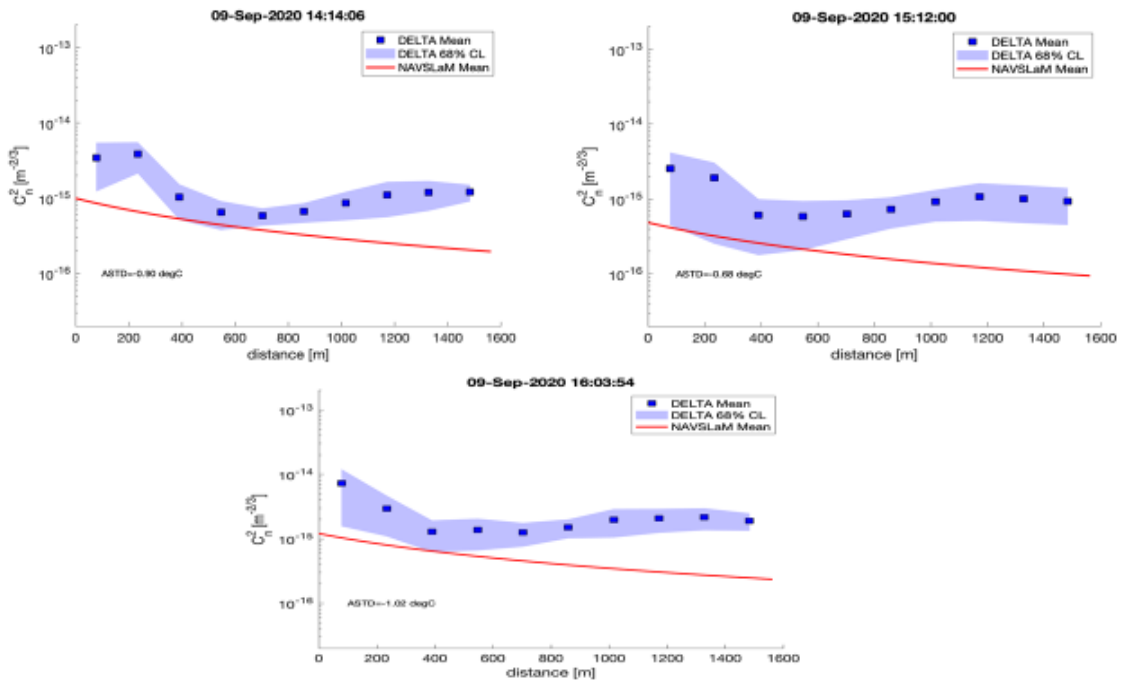 09-Sep-2020 14:14:06
DELTA Mean
DELTA 68% CL
NAVSLaM Mean
10^-13
10^-14
10^-15
10^-16
C_n^2 [m^-2/3]
ASTD=-0.90 degC
0 200 400 600 800 1000 1200 1400 1600
distance [m]
09-Sep-2020 15:12:00
DELTA Mean
DELTA 68% CL
NAVSLaM Mean
10^-13
10^-14
10^-15
10^-16
C_n^2 [m^-2/3]
ASTD=-0.68 degC
0 200 400 600 800 1000 1200 1400 1600
distance [m]
09-Sep-2020 16:03:54
DELTA Mean
DELTA 68% CL
NAVSLaM Mean
10^-13
10^-14
10^-15
10^-16
C_n^2 [m^-2/3]
ASTD=-1.02 degC
0 200 400 600 800 1000 1200 1400 1600
distance [m]